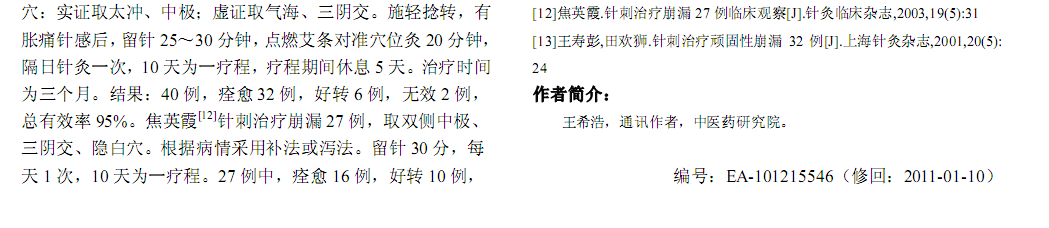 穴：实证取太冲、中极；虚证取气海、三阴交。施轻捻转，有
胀痛针感后，留针 25～30 分钟，点燃艾条对准穴位灸 20 分钟，
隔日针灸一次，10 天为一疗程，疗程期间休息 5 天。治疗时间
为三个月。结果：40 例，痊愈 32 例，好转 6 例，无效 2 例，
总有效率 95%。焦英霞[12]针刺治疗崩漏 27 例，取双侧中极、
三阴交、隐白穴。根据病情采用补法或泻法。留针 30 分，每
天 1 次，10 天为一疗程。27 例中，痊愈 16 例，好转 10 例，
[12]焦英霞.针刺治疗崩漏 27 例临床观察[J].针灸临床杂志,2003,19(5):31
[13]王寿彭,田欢狮.针刺治疗顽固性崩漏 32 例[J].上海针灸杂志,2001,20(5):
24
作者简介：
王希浩，通讯作者，中医药研究院。
编号：EA-101215546（修回：2011-01-10）